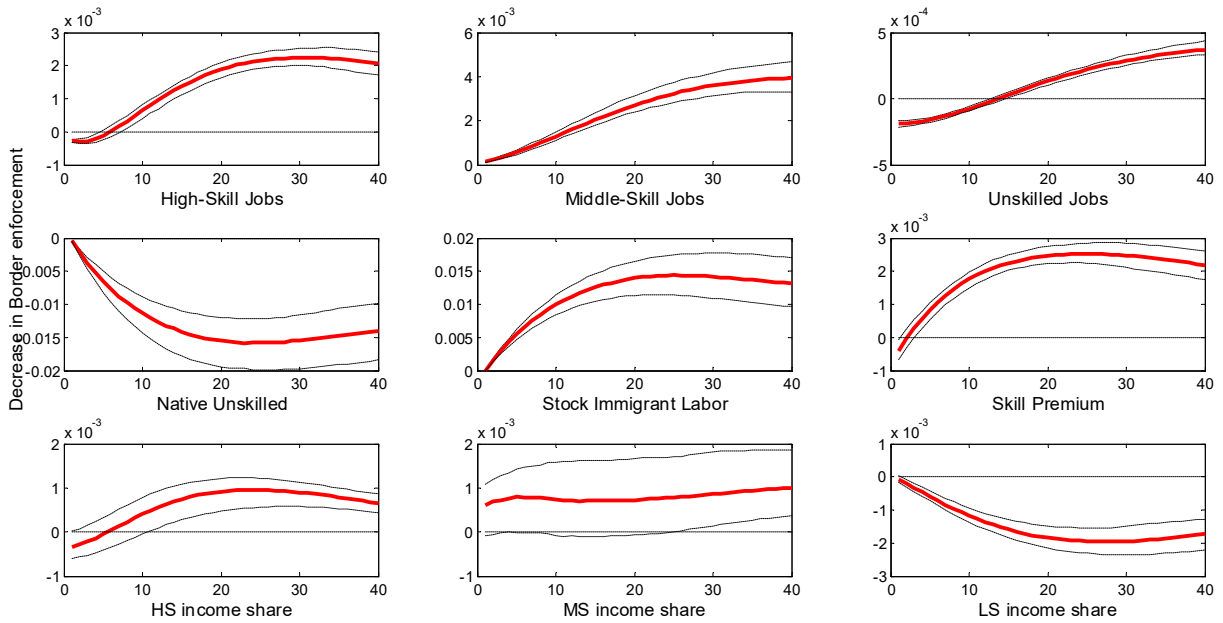 x 10-3 x 10-3 x 10-4
3 6 5
2 4
1 0
0 2
-1 0 -5
0 10 20 30 40 0 10 20 30 40 0 10 20 30 40
High-Skill Jobs Middle-Skill Jobs Unskilled Jobs
Decrease in Border enforcement
x 10-3
0 0.02 3
-0.005 0.015 2
-0.01 0.01 1
-0.015 0.005 0
-0.02 0 -1
0 10 20 30 40 0 10 20 30 40 0 10 20 30 40
Native Unskilled Stock Immigrant Labor Skill Premium
x 10-3 x 10-3 x 10-3
2 2 1
1 1 0
-1
0 0 -2
-1 -1 -3
0 10 20 30 40 0 10 20 30 40 0 10 20 30 40
HS income share MS income share LS income share